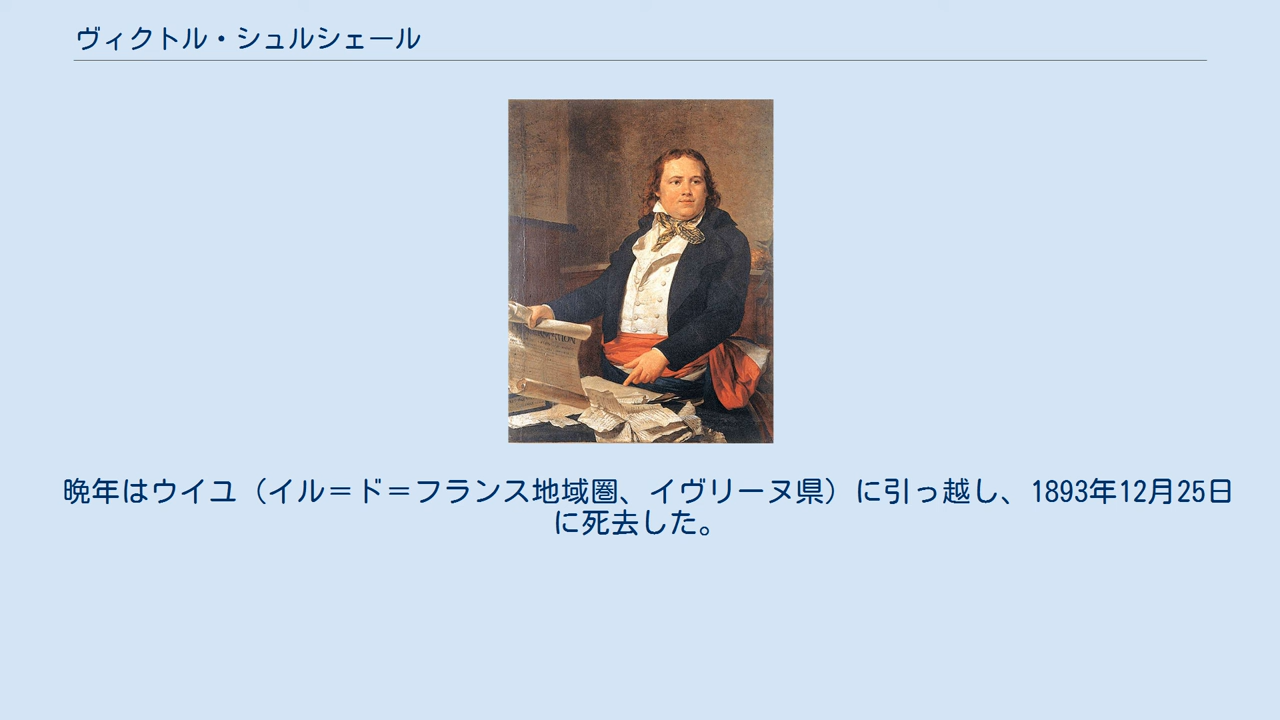 ヴィクトル・シュルシェール
晩年はウイユ（イル＝ド＝フランス地域圏、イヴリーヌ県）に引っ越し、1893年12月25日
に死去した。